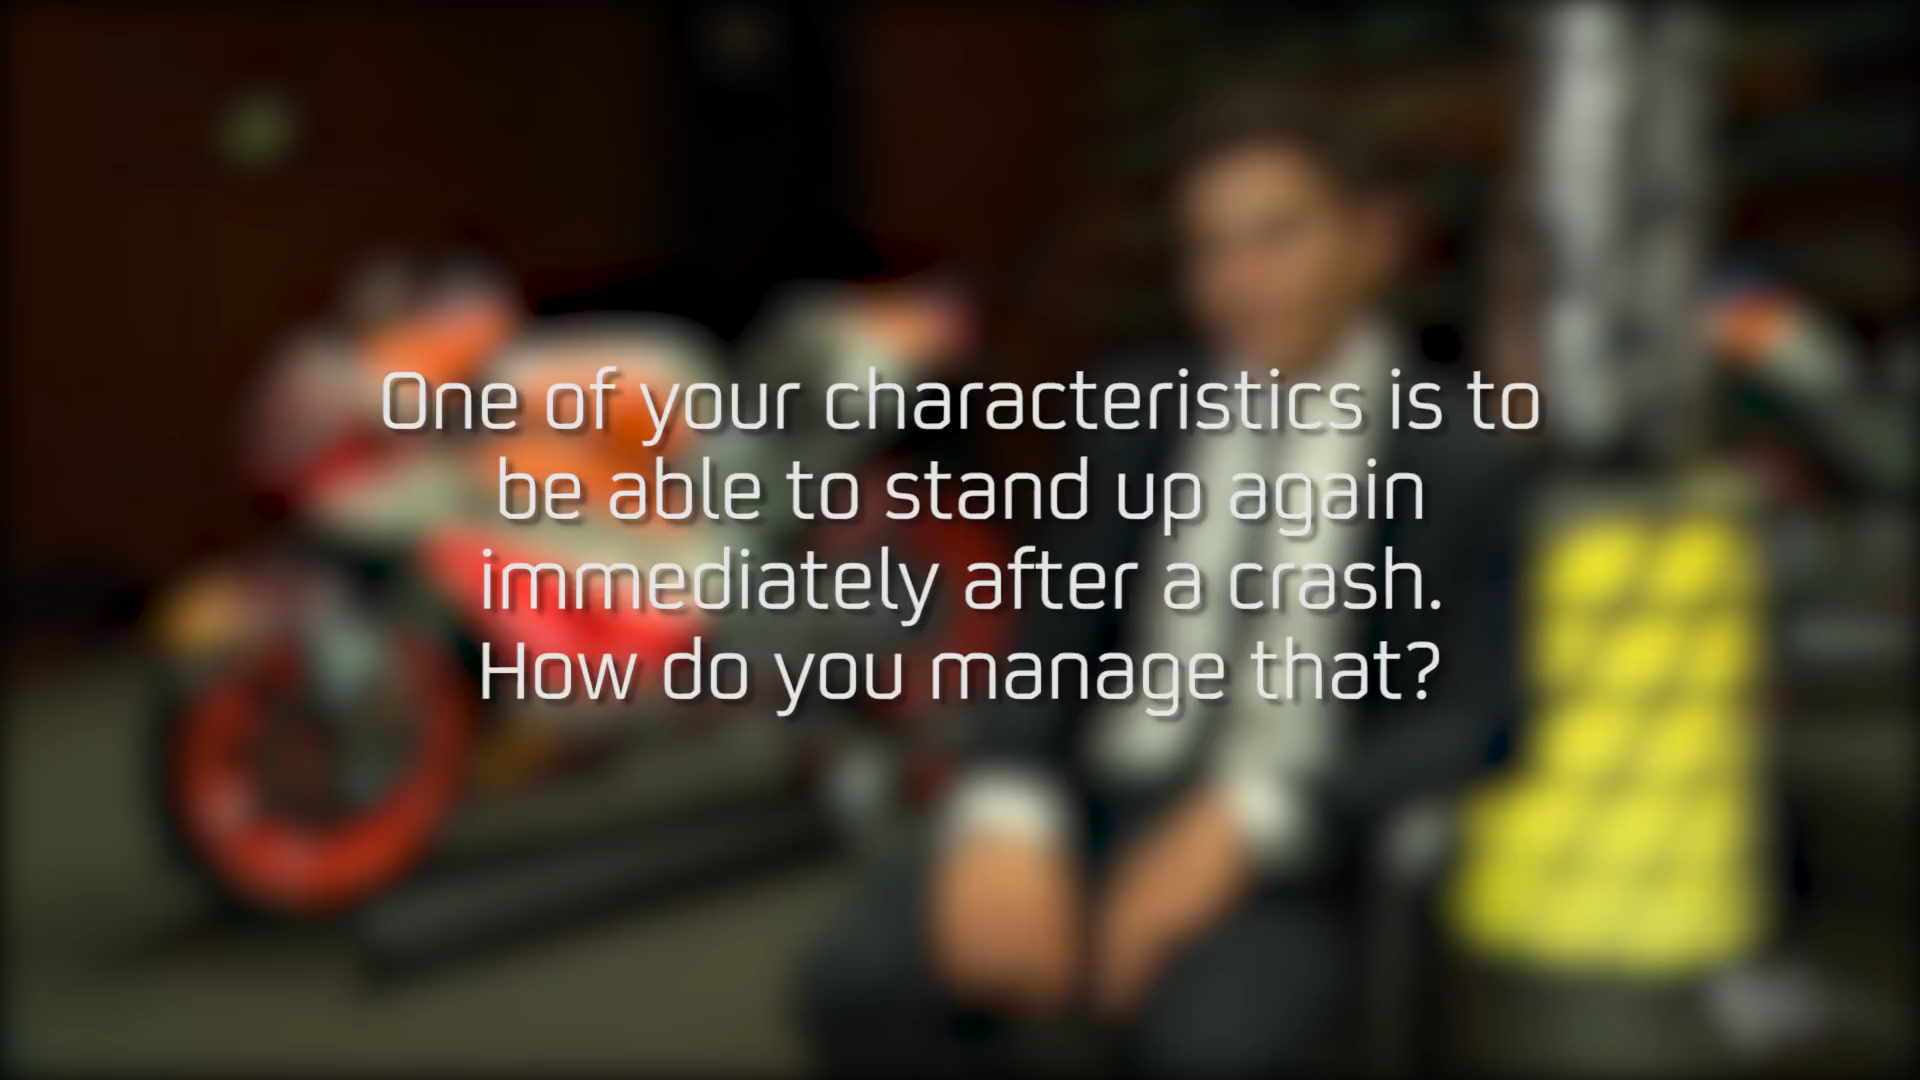 One of your characteristics is to
be able to stand up again
immediately after a crash.
How do you manage that?